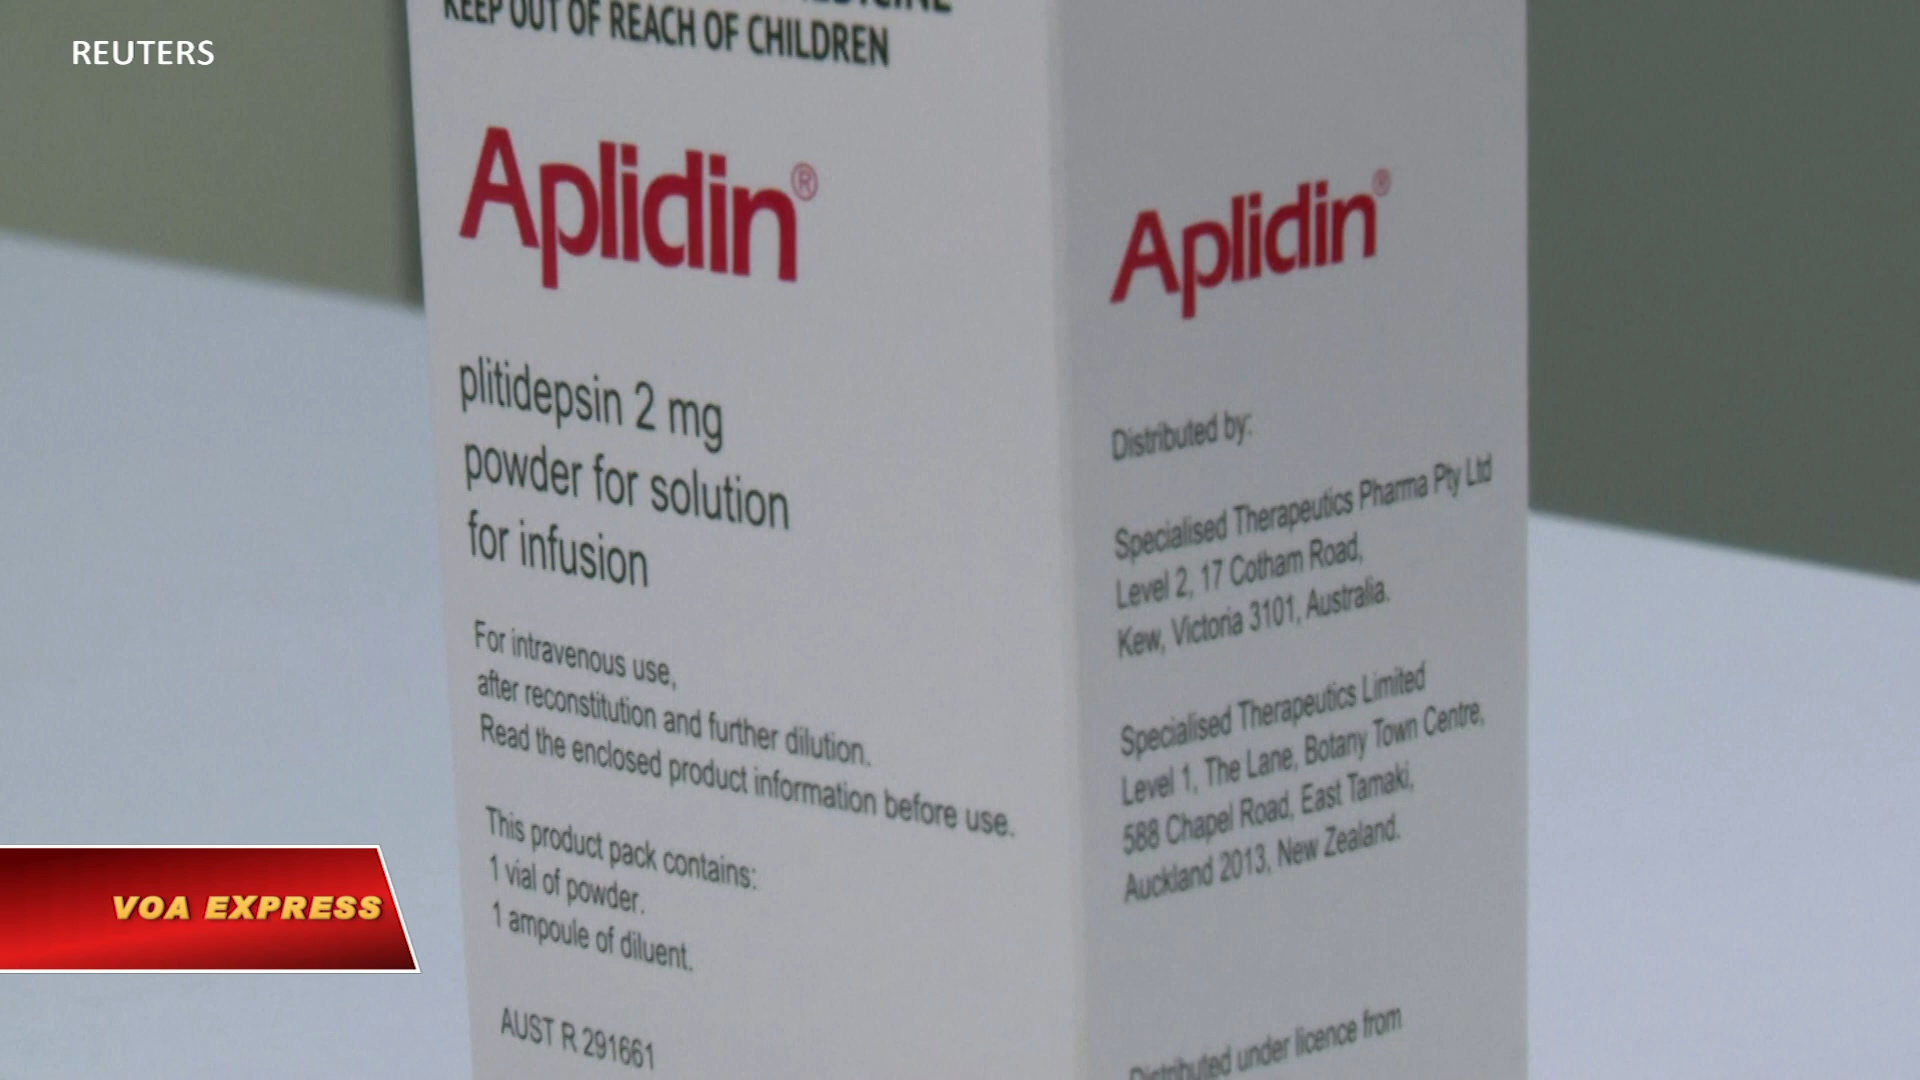 REUTERS
KEEP OUT OF REACH OF CHILDREN
Aplidin®
plitidepsin 2 mg
powder for solution
for infusion
For intravenous use,
after reconstitution and further dilution.
Read the enclosed product information before use.
This product pack contains:
1 vial of powder.
1 ampoule of diluent.
AUST R 291661
Aplidin®
Distributed by:
Specialised Therapeutics Pharma Pty Ltd
Level 2, 17 Cotham Road,
Kew, Victoria 3101, Australia.
Specialised Therapeutics Limited
Level 1, The Lane, Botany Town Centre,
588 Chapel Road, East Tamaki,
Auckland 2013, New Zealand.
Distributed under licence from
VOA EXPRESS